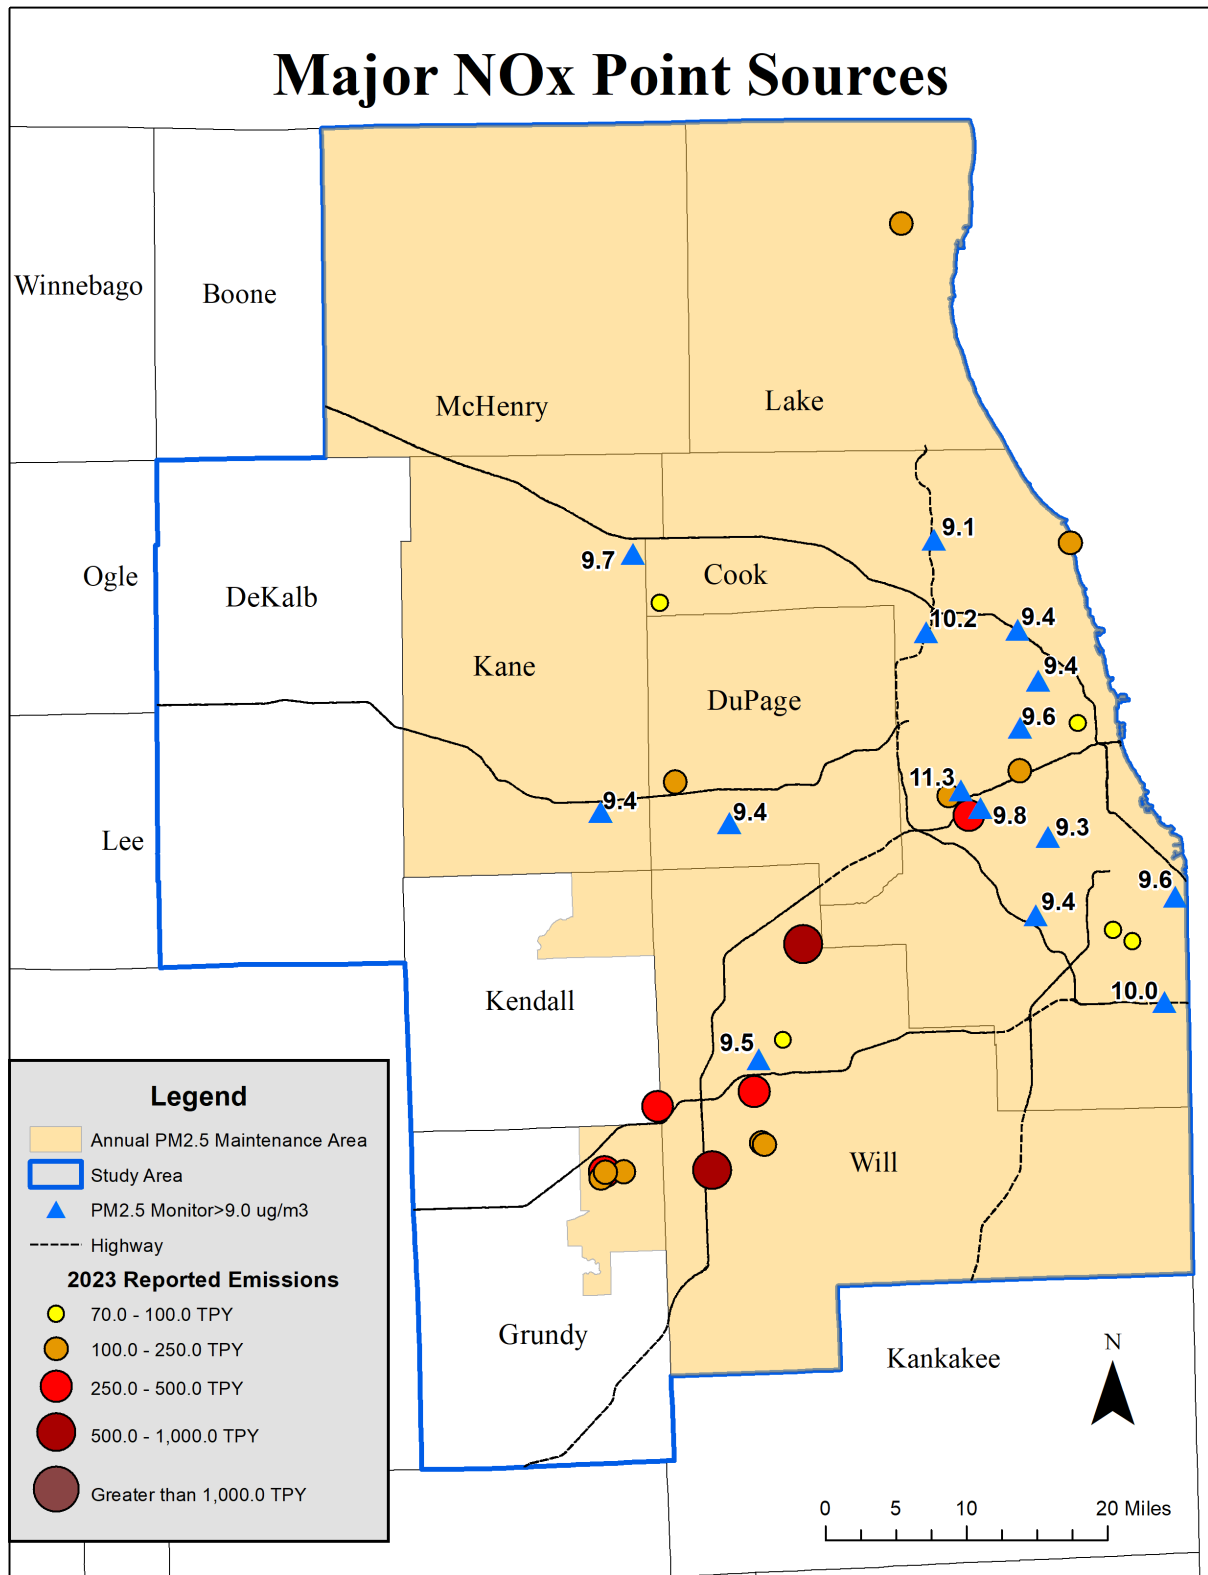 Major NOx Point Sources
Winnebago
Boone
McHenry
Lake
9.1
9.7
Ogle
DeKalb
Cook
10.2
9.4
Kane
9.4
DuPage
9.6
11.3
9.4
9.4
9.8
9.3
Lee
9.6
9.4
Kendall
10.0
9.5
Will
Grundy
Kankakee
Legend
Annual PM2.5 Maintenance Area
Study Area
PM2.5 Monitor>9.0 ug/m3
Highway
2023 Reported Emissions
70.0 - 100.0 TPY
100.0 - 250.0 TPY
250.0 - 500.0 TPY
500.0 - 1,000.0 TPY
Greater than 1,000.0 TPY
N
0 5 10 20 Miles